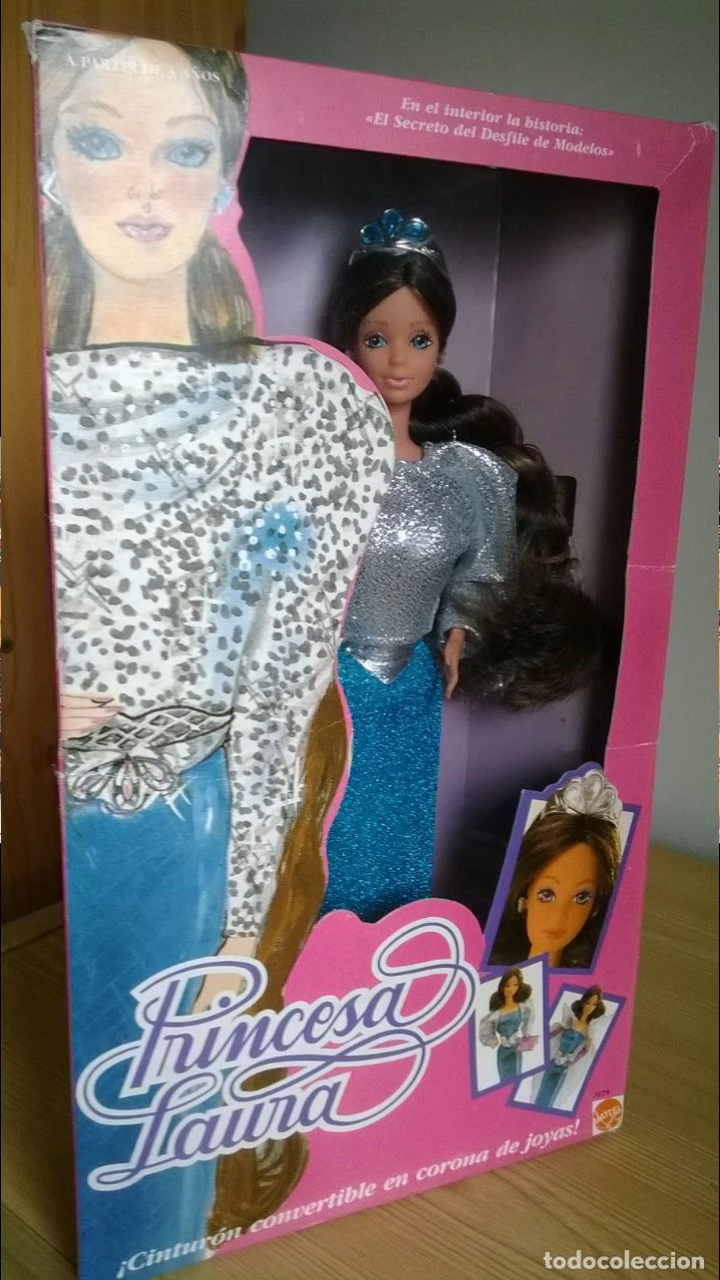 A PARTIR DE 3 AÑOS
En el interior la historia:
«El Secreto del Desfile de Modelos»
Princesa
Laura
¡Cinturón convertible en corona de joyas!
MATTEL
todocoleccion